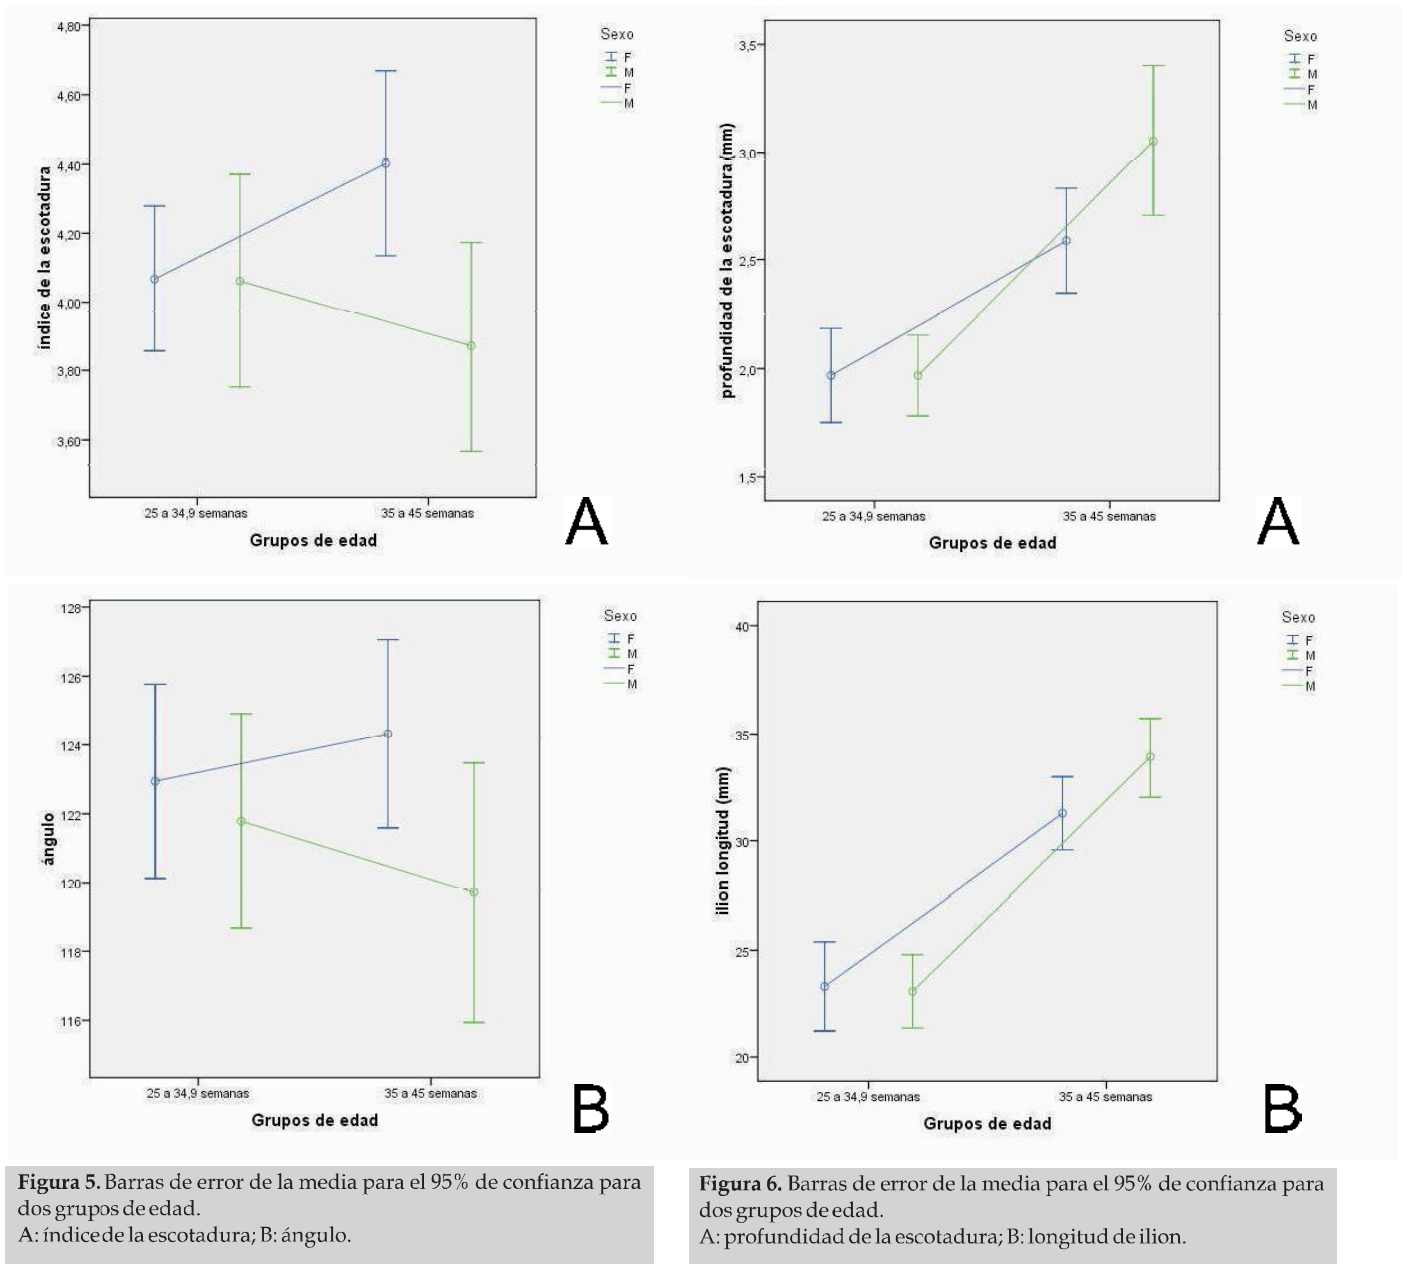 4,80
4,60
4,40
4,20
4,00
3,80
3,60
índice de la escotadura
25 a 34,9 semanas
35 a 45 semanas
Grupos de edad
Sexo
F
M
F
M
A
3,5
3,0
2,5
2,0
1,5
profundidad de la escotadura (mm)
25 a 34,9 semanas
35 a 45 semanas
Grupos de edad
Sexo
F
M
F
M
A
128
126
124
122
120
118
116
ángulo
25 a 34,9 semanas
35 a 45 semanas
Grupos de edad
Sexo
F
M
F
M
B
40
35
30
25
20
ilion longitud (mm)
25 a 34,9 semanas
35 a 45 semanas
Grupos de edad
Sexo
F
M
F
M
B
Figura 5. Barras de error de la media para el 95% de confianza para
dos grupos de edad.
A: índice de la escotadura; B: ángulo.
Figura 6. Barras de error de la media para el 95% de confianza para
dos grupos de edad.
A: profundidad de la escotadura; B: longitud de ilion.